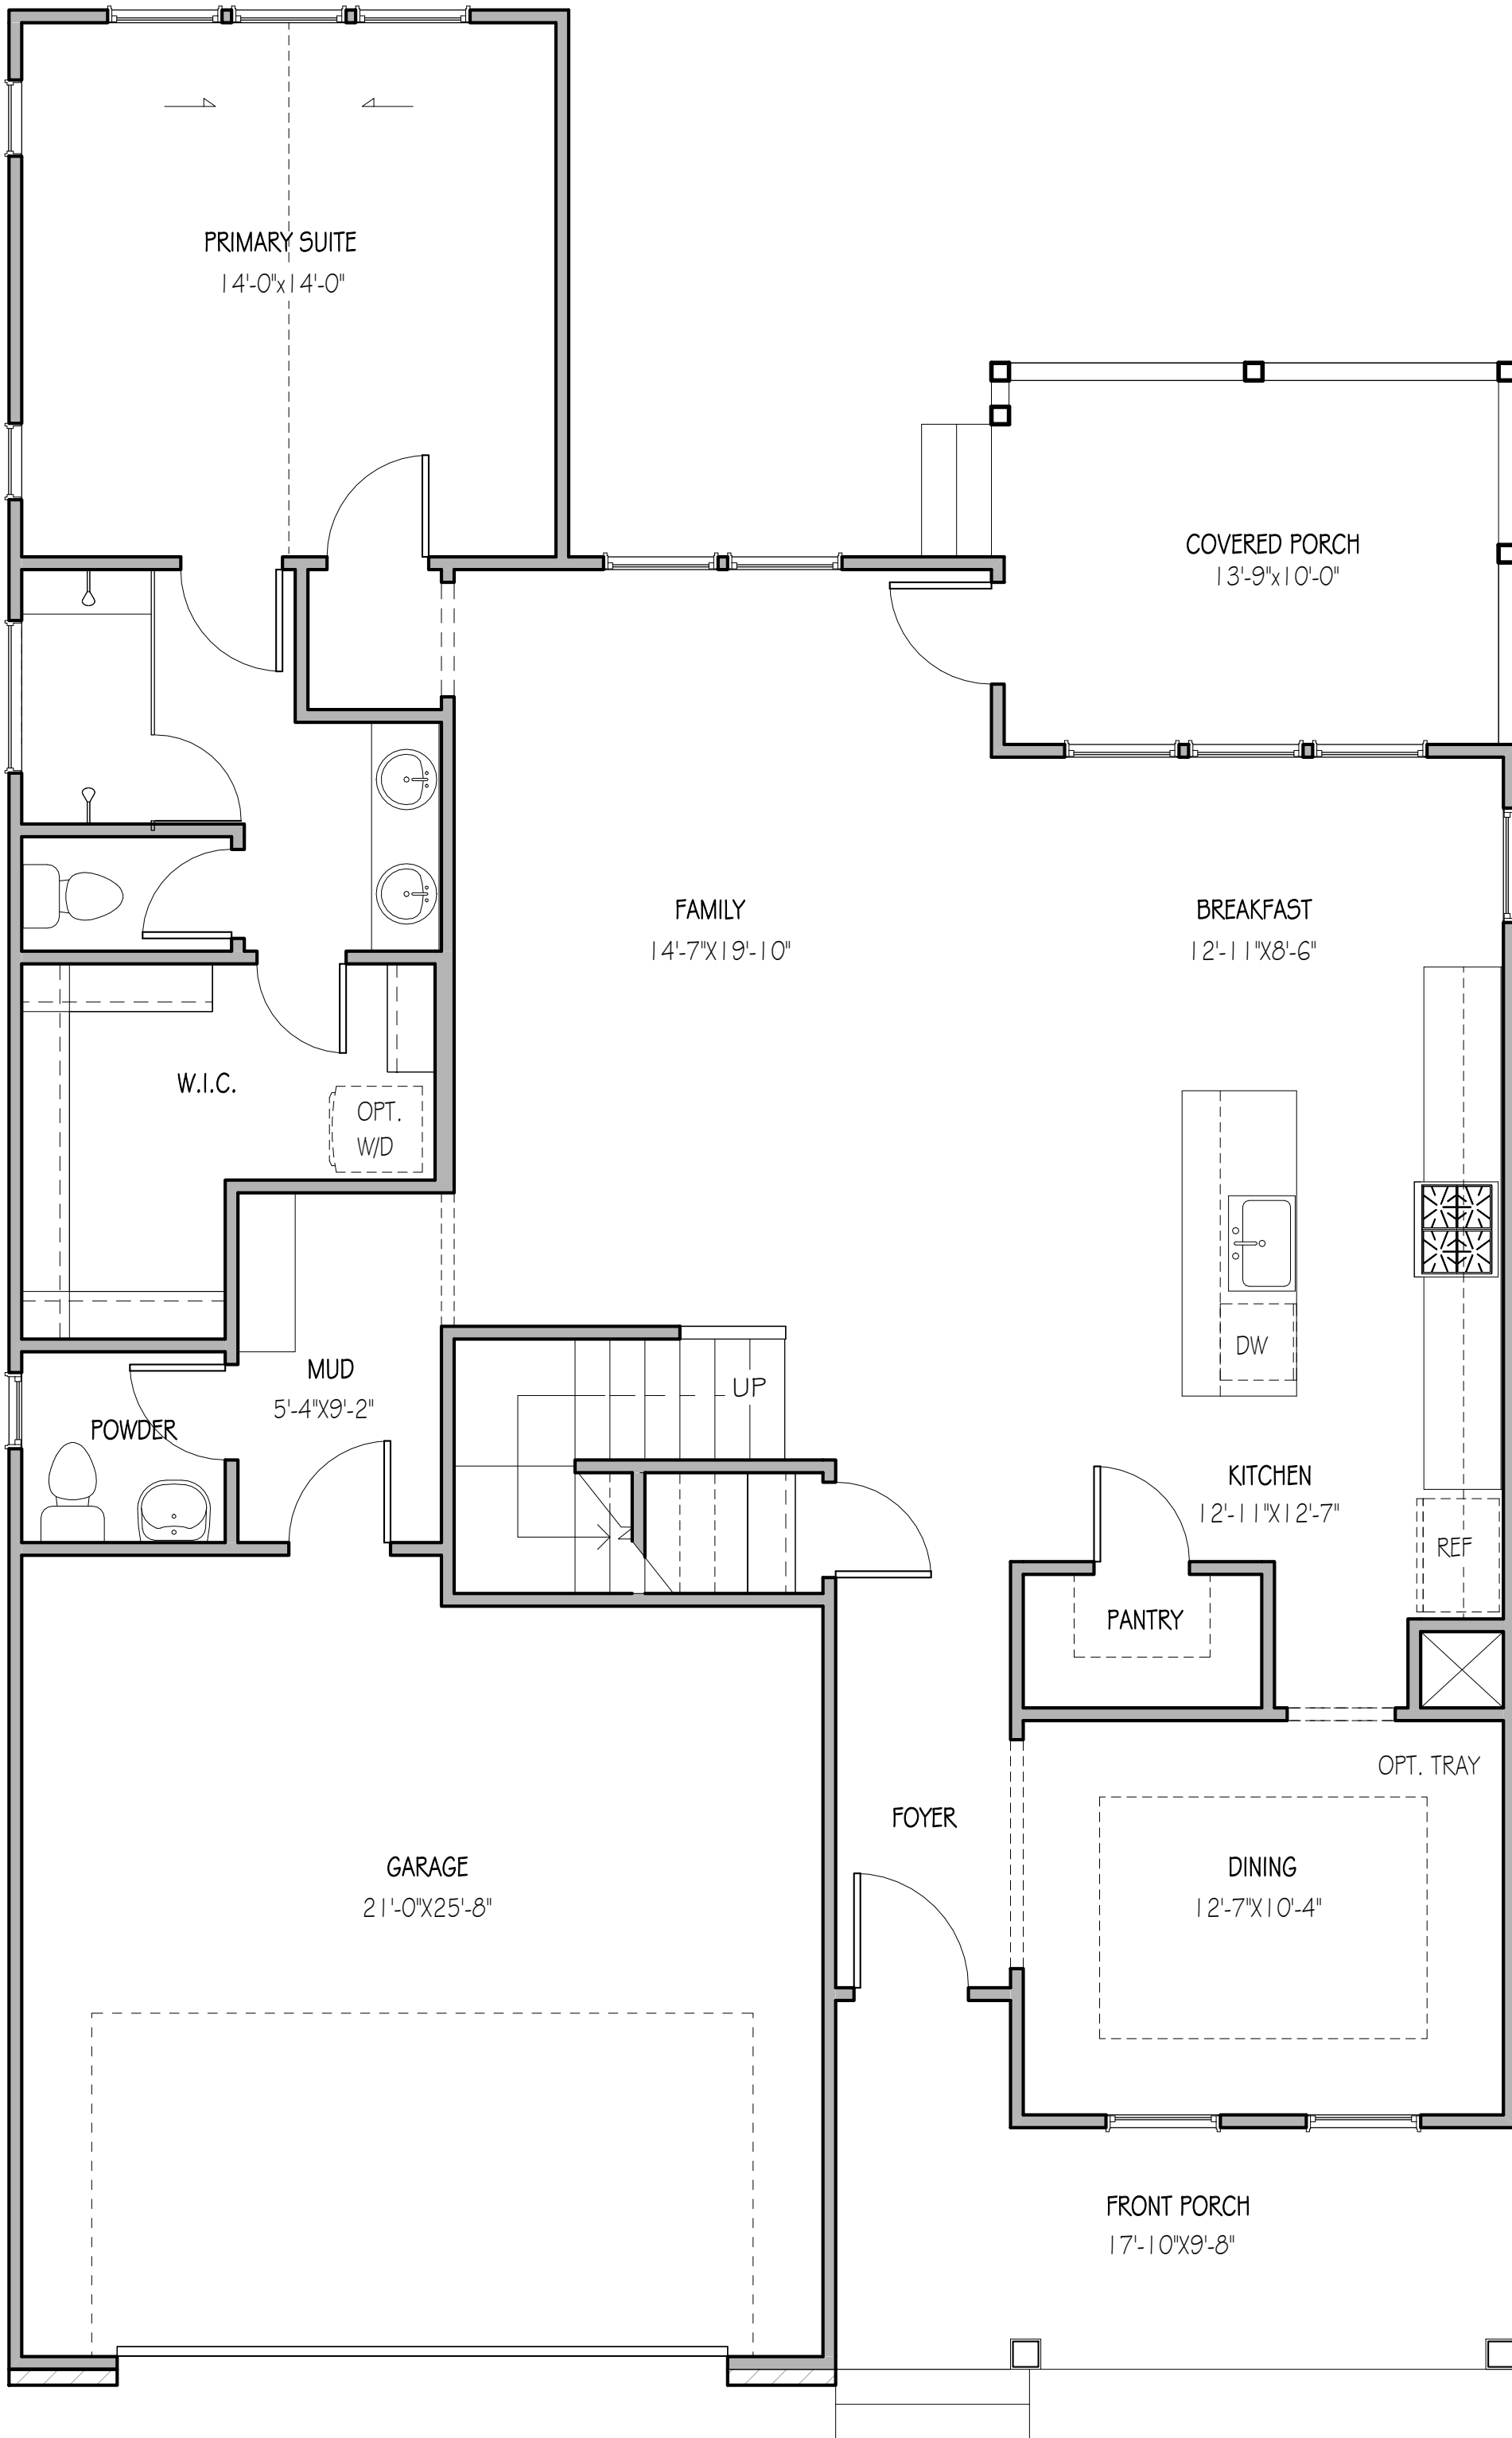 PRIMARY SUITE
14'-0"x14'-0"
COVERED PORCH
13'-9"x10'-0"
FAMILY
14'-7"X19'-10"
BREAKFAST
12'-11"X8'-6"
W.I.C.
OPT.
W/D
DW
MUD
5'-4"X9'-2"
UP
POWDER
KITCHEN
12'-11"X12'-7"
REF
PANTRY
OPT. TRAY
FOYER
GARAGE
21'-0"X25'-8"
DINING
12'-7"X10'-4"
FRONT PORCH
17'-10"X9'-8"